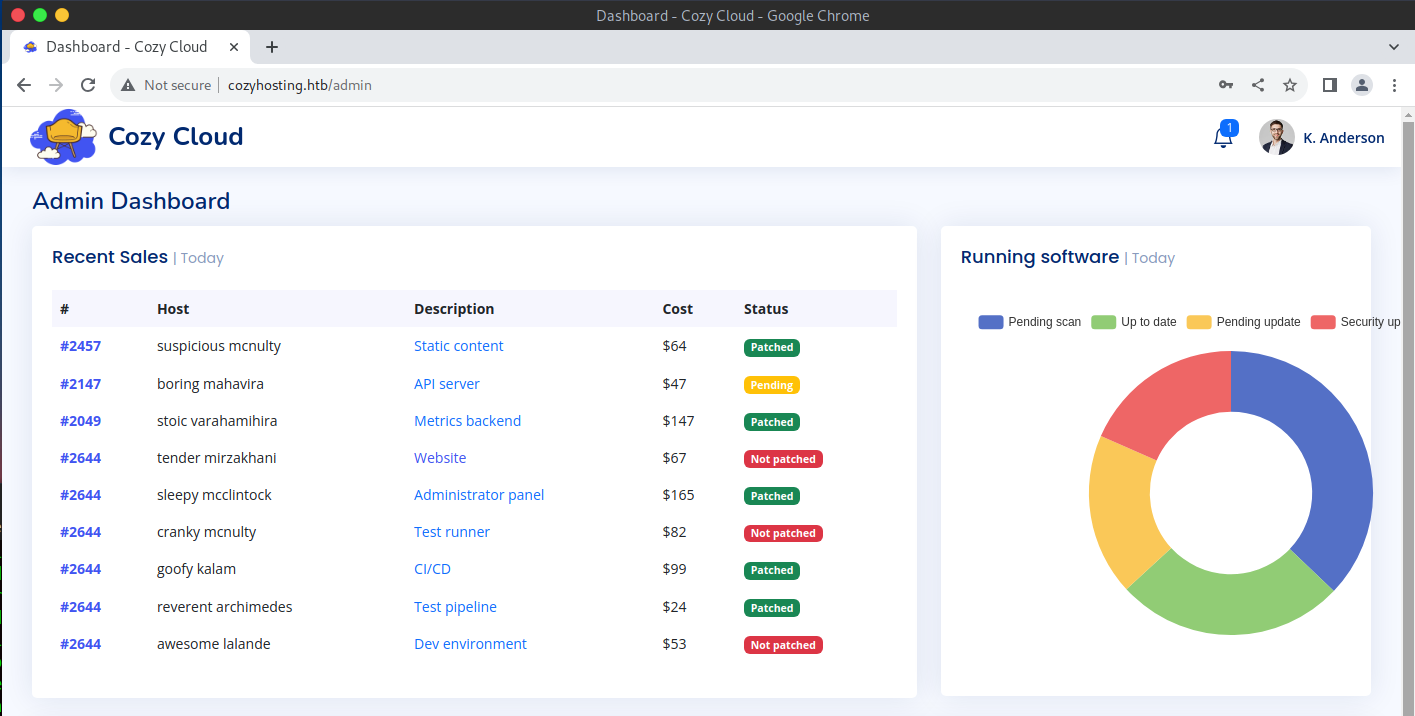 Dashboard - Cozy Cloud - Google Chrome
Dashboard - Cozy Cloud
Not secure cozyhosting.htb/admin
Cozy Cloud 1 K. Anderson
Admin Dashboard
Recent Sales | Today
# Host Description Cost Status
#2457 suspicious mcnulty Static content $64 Patched
#2147 boring mahavira API server $47 Pending
#2049 stoic varahamihira Metrics backend $147 Patched
#2644 tender mirzakhani Website $67 Not patched
#2644 sleepy mcclintock Administrator panel $165 Patched
#2644 cranky mcnulty Test runner $82 Not patched
#2644 goofy kalam CI/CD $99 Patched
#2644 reverent archimedes Test pipeline $24 Patched
#2644 awesome lalande Dev environment $53 Not patched
Running software | Today
Pending scan Up to date Pending update Security up